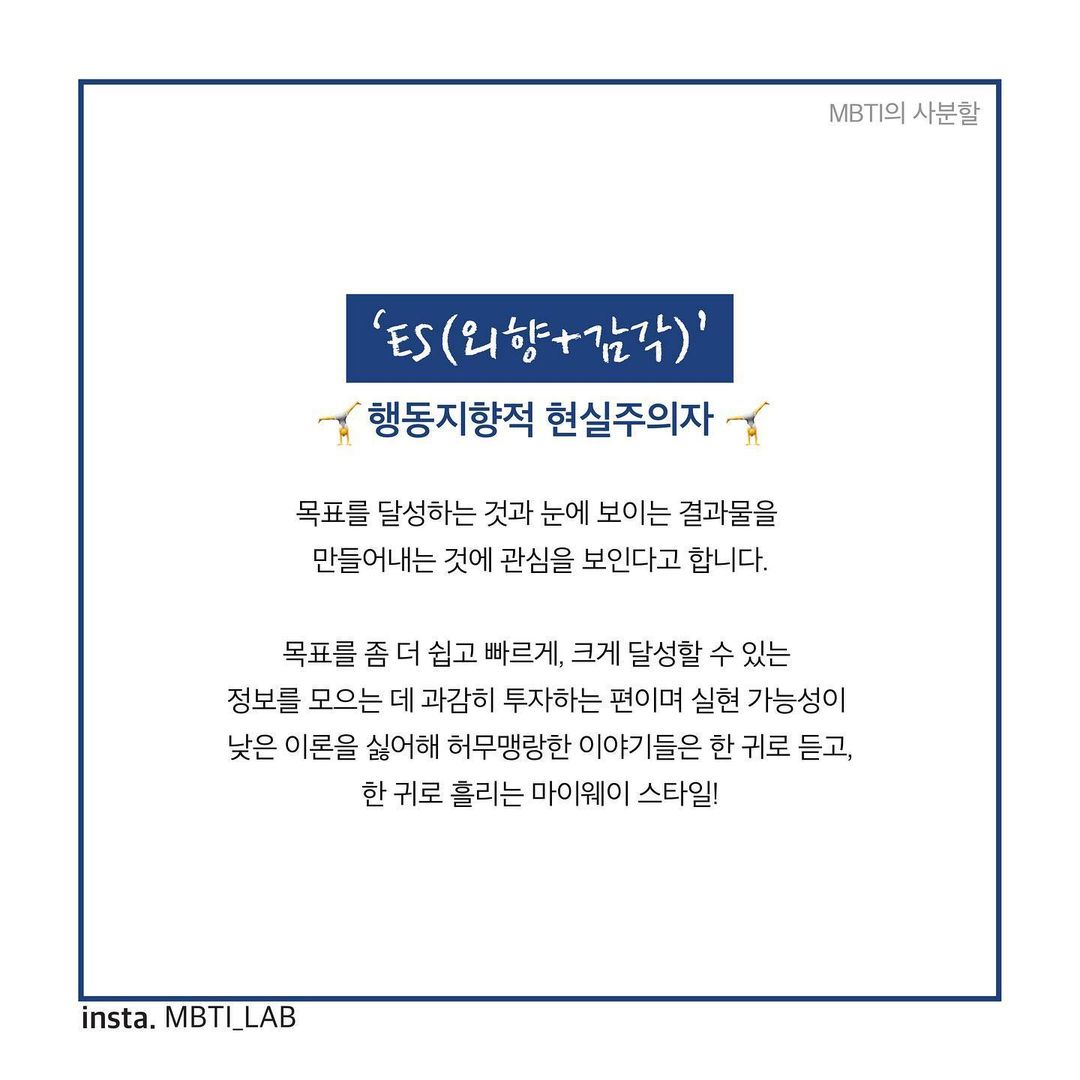 MBTI의 사분할
'ES(외향+감각)'
🤸 행동지향적 현실주의자 🤸
목표를 달성하는 것과 눈에 보이는 결과물을
만들어내는 것에 관심을 보인다고 합니다.
목표를 좀 더 쉽고 빠르게, 크게 달성할 수 있는
정보를 모으는 데 과감히 투자하는 편이며 실현 가능성이
낮은 이론을 싫어해 허무맹랑한 이야기들은 한 귀로 듣고,
한 귀로 흘리는 마이웨이 스타일!
insta. MBTI_LAB